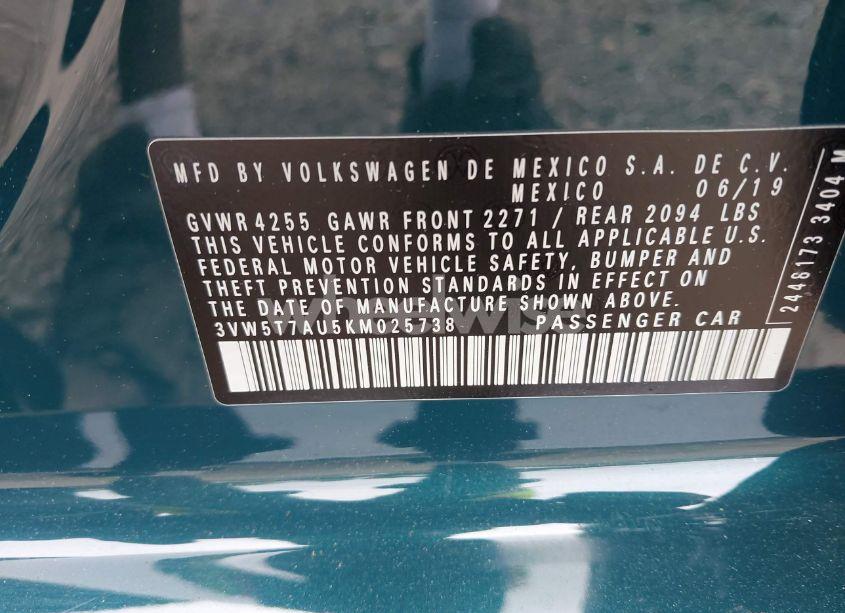 MFD BY VOLKSWAGEN DE MEXICO S.A. DE C.V.
MEXICO 06/19
GVWR 4255 GAWR FRONT 2271 / REAR 2094 LBS
THIS VEHICLE CONFORMS TO ALL APPLICABLE U.S.
FEDERAL MOTOR VEHICLE SAFETY, BUMPER AND
THEFT PREVENTION STANDARDS IN EFFECT ON
THE DATE OF MANUFACTURE SHOWN ABOVE.
3VW5T7AU5KM025738 PASSENGER CAR
2446173 3404 M